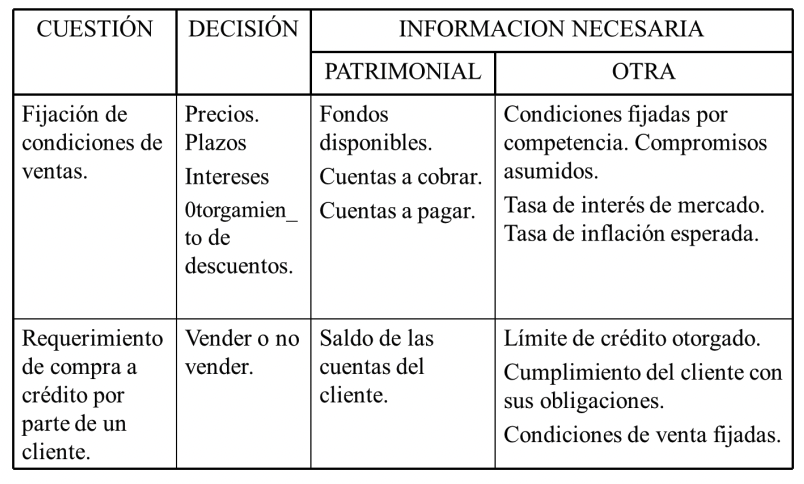 CUESTIÓN
DECISIÓN
INFORMACION NECESARIA
PATRIMONIAL
OTRA
Fijación de
condiciones de
ventas.
Precios.
Plazos
Intereses
0torgamien_
to de
descuentos.
Fondos
disponibles.
Cuentas a cobrar.
Cuentas a pagar.
Condiciones fijadas por
competencia. Compromisos
asumidos.
Tasa de interés de mercado.
Tasa de inflación esperada.
Requerimiento
de compra a
crédito por
parte de un
cliente.
Vender o no
vender.
Saldo de las
cuentas del
cliente.
Límite de crédito otorgado.
Cumplimiento del cliente con
sus obligaciones.
Condiciones de venta fijadas.